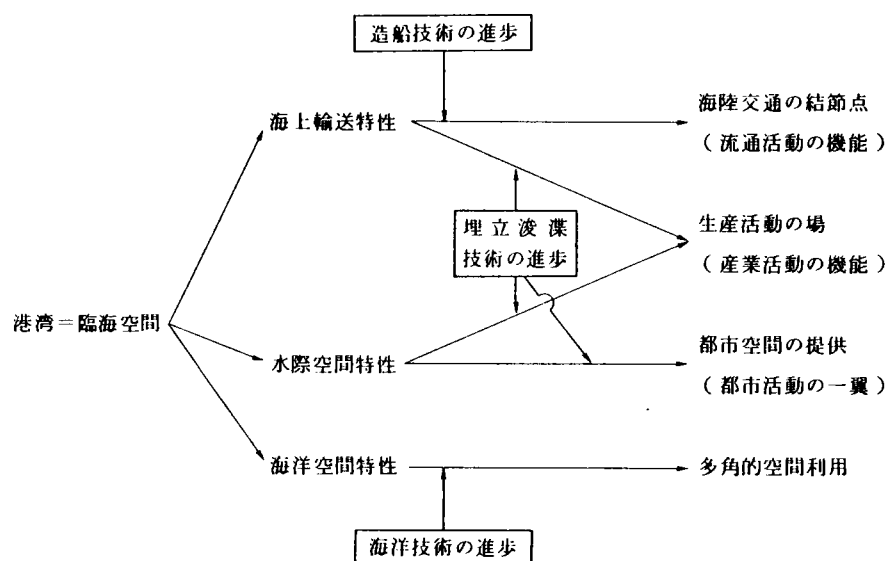 造船技術の進歩
海上輸送特性
海陸交通の結節点
（流通活動の機能）
埋立浚渫
技術の進歩
生産活動の場
（産業活動の機能）
港湾＝臨海空間
水際空間特性
都市空間の提供
（都市活動の一翼）
海洋空間特性
多角的空間利用
海洋技術の進歩